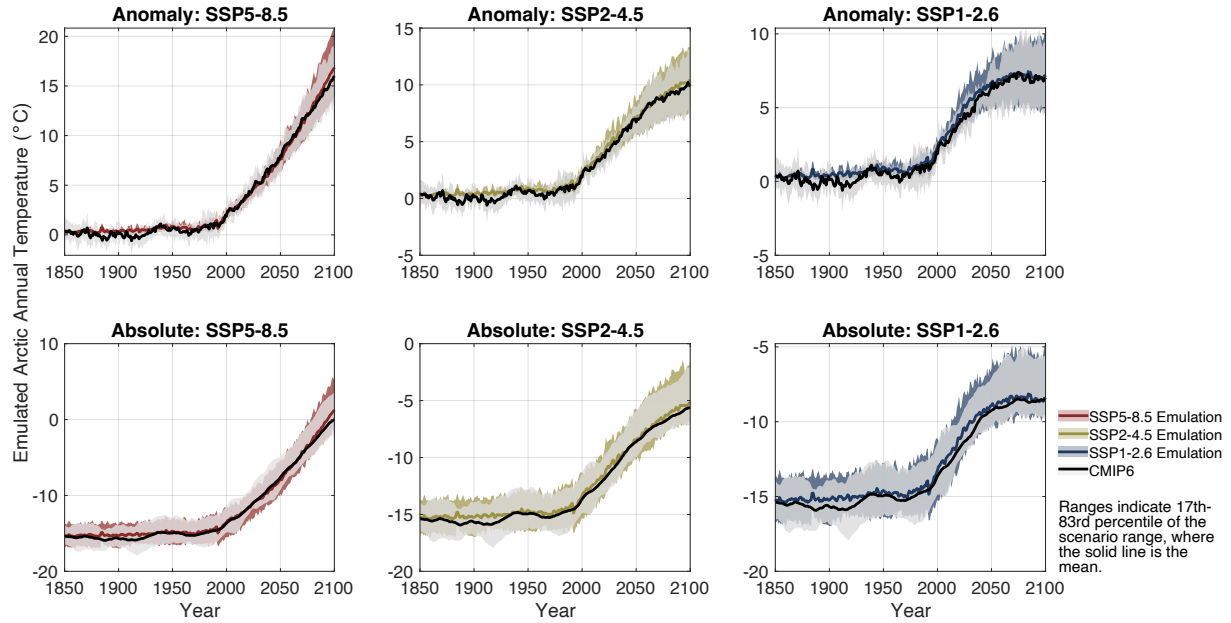 Anomaly: SSP5-8.5
Anomaly: SSP2-4.5
Anomaly: SSP1-2.6
Emulated Arctic Annual Temperature (°C)
20
15
10
5
0
1850 1900 1950 2000 2050 2100
15
10
5
0
-5
1850 1900 1950 2000 2050 2100
10
5
0
-5
1850 1900 1950 2000 2050 2100
Absolute: SSP5-8.5
Absolute: SSP2-4.5
Absolute: SSP1-2.6
10
0
-10
-20
1850 1900 1950 2000 2050 2100
Year
0
-5
-10
-15
-20
1850 1900 1950 2000 2050 2100
Year
-5
-10
-15
-20
1850 1900 1950 2000 2050 2100
Year
SSP5-8.5 Emulation
SSP2-4.5 Emulation
SSP1-2.6 Emulation
CMIP6
Ranges indicate 17th-
83rd percentile of the
scenario range, where
the solid line is the
mean.